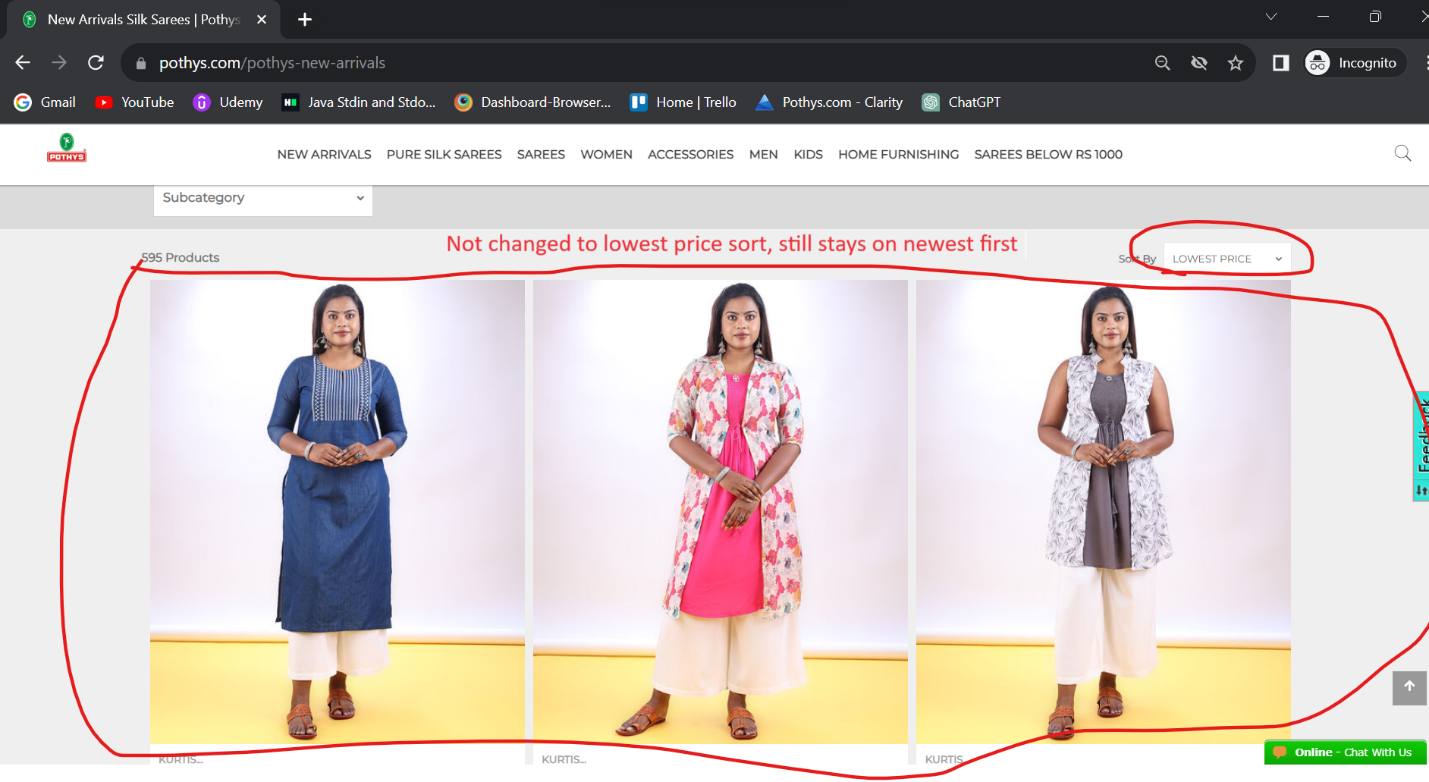 New Arrivals Silk Sarees | Pothys
pothys.com/pothys-new-arrivals
Incognito
Gmail YouTube Udemy Java Stdin and Stdo... Dashboard-Browser... Home | Trello Pothys.com - Clarity ChatGPT
POTHYS
NEW ARRIVALS PURE SILK SAREES SAREES WOMEN ACCESSORIES MEN KIDS HOME FURNISHING SAREES BELOW RS 1000
Subcategory
Not changed to lowest price sort, still stays on newest first
595 Products
Sort By LOWEST PRICE
Feedback
KURTIS... KURTIS... KURTIS...
Online - Chat With Us